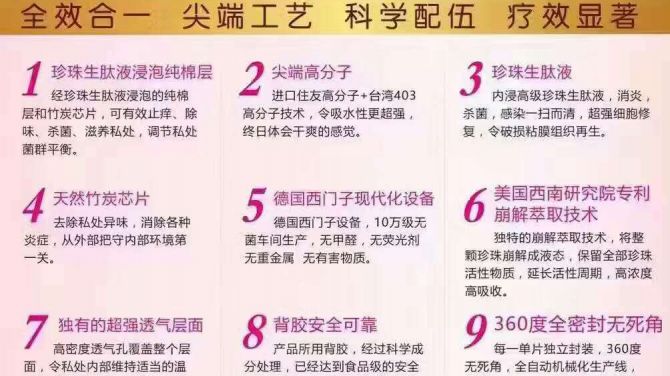 全效合一 尖端工艺 科学配伍 疗效显著
1 珍珠生肽液浸泡纯棉层
经珍珠生肽液浸泡的纯棉
层和竹炭芯片，可有效止痒、除
味、杀菌、滋养私处，调节私处
菌群平衡。
2 尖端高分子
进口住友高分子+台湾403
高分子技术，令吸水性更超强，
终日体会干爽的感觉。
3 珍珠生肽液
内浸高级珍珠生肽液，消炎，
杀菌，感染一扫而清，超强细胞修
复，令破损粘膜组织再生。
4 天然竹炭芯片
去除私处异味，消除各种
炎症，从外部把守内部环境第
一关。
5 德国西门子现代化设备
德国西门子设备，10万级无
菌车间生产，无甲醛，无荧光剂
无重金属 无有害物质。
6 美国西南研究院专利
崩解萃取技术
独特的崩解萃取技术，将整
颗珍珠崩解成液态，保留全部珍珠
活性物质，延长活性周期，高浓度
高吸收。
7 独有的超强透气层面
高密度透气孔覆盖整个层
面，令私处内部维持适当的温
8 背胶安全可靠
产品所用背胶，经过科学成
分处理，已经达到食品级的安全
9 360度全密封无死角
每一单片独立封装，360度
无死角，全自动机械化生产线，